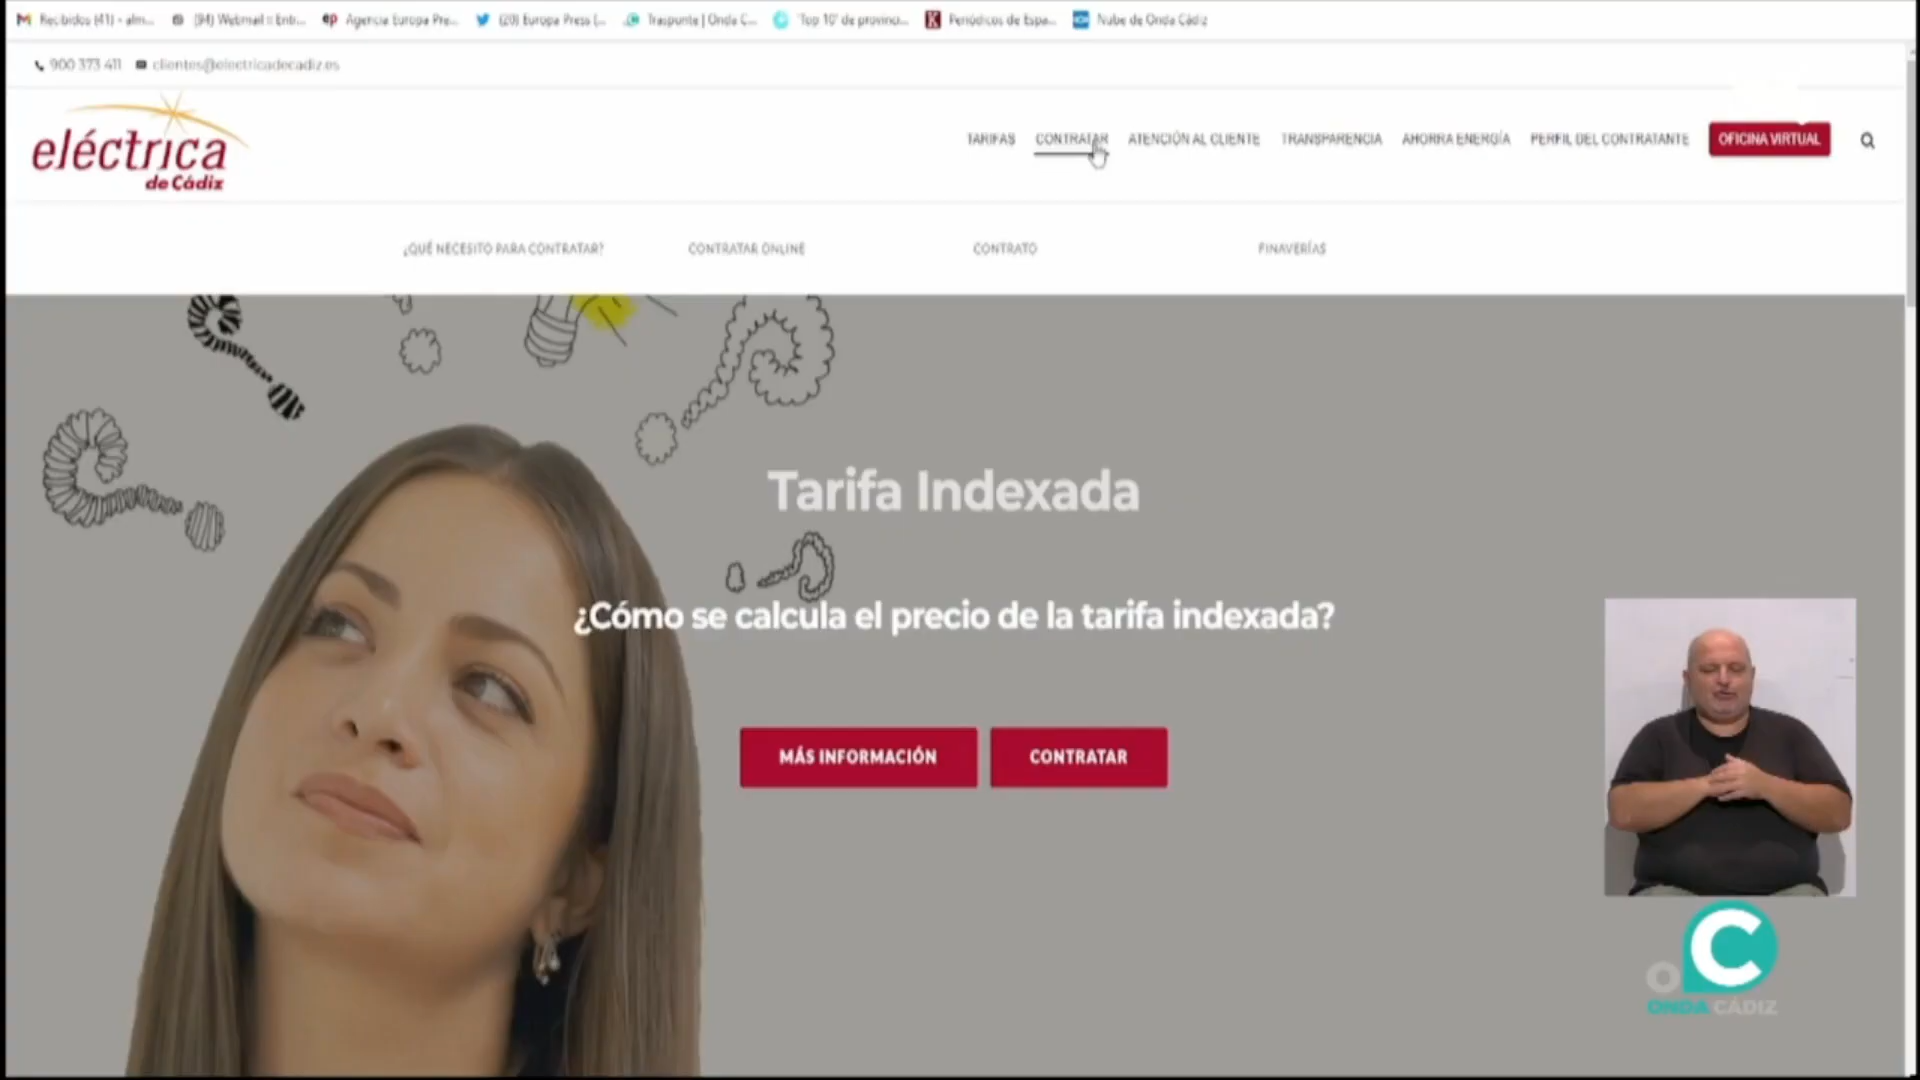 Recibidos (41) - alm...
(94) Webmail :: Entr...
Agencia Europa Pre...
(20) Europa Press (...
Traspunte | Onda C...
'Top 10' de provinc...
Periódicos de Espa...
Nube de Onda Cádiz
900 373 411
clientes@electricadecadiz.es
eléctrica
de Cádiz
TARIFAS
CONTRATAR
ATENCIÓN AL CLIENTE
TRANSPARENCIA
AHORRA ENERGÍA
PERFIL DEL CONTRATANTE
OFICINA VIRTUAL
¿QUÉ NECESITO PARA CONTRATAR?
CONTRATAR ONLINE
CONTRATO
FINAVERÍAS
Tarifa Indexada
¿Cómo se calcula el precio de la tarifa indexada?
MÁS INFORMACIÓN
CONTRATAR
OC
ONDA CÁDIZ